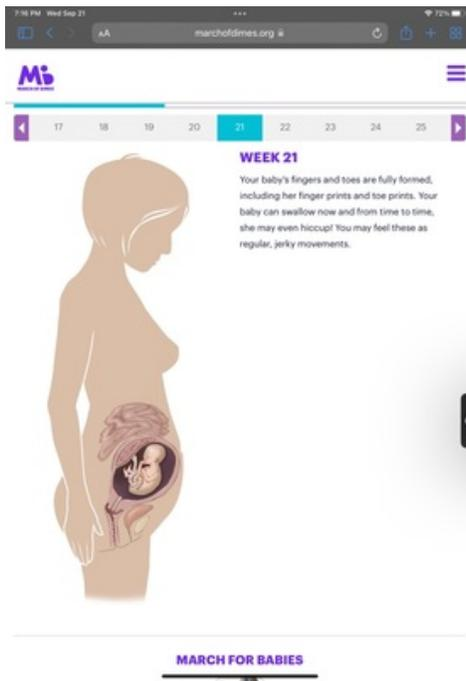 7:16 PM Wed Sep 21
72%
AA
marchofdimes.org
MARCH OF DIMES
17 18 19 20 21 22 23 24 25
WEEK 21
Your baby's fingers and toes are fully formed,
including her finger prints and toe prints. Your
baby can swallow now and from time to time,
she may even hiccup! You may feel these as
regular, jerky movements.
MARCH FOR BABIES